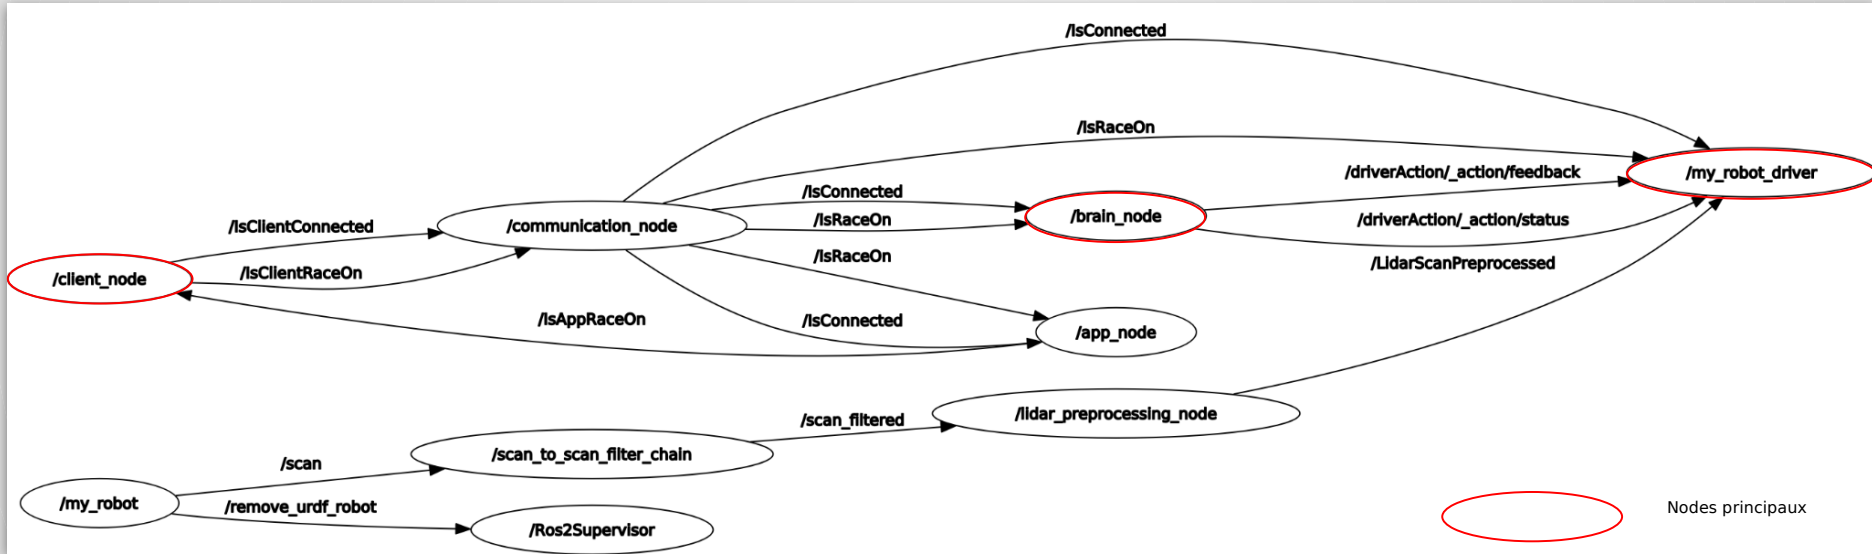 /IsConnected
/IsRaceOn
/driverAction/_action/feedback
/my_robot_driver
/IsConnected
/IsRaceOn
/brain_node
/driverAction/_action/status
/IsClientConnected
/communication_node
/IsRaceOn
/LidarScanPreprocessed
/IsClientRaceOn
/client_node
/IsAppRaceOn
/IsConnected
/app_node
/scan_filtered
/lidar_preprocessing_node
/scan
/scan_to_scan_filter_chain
/my_robot
/remove_urdf_robot
/Ros2Supervisor
Nodes principaux